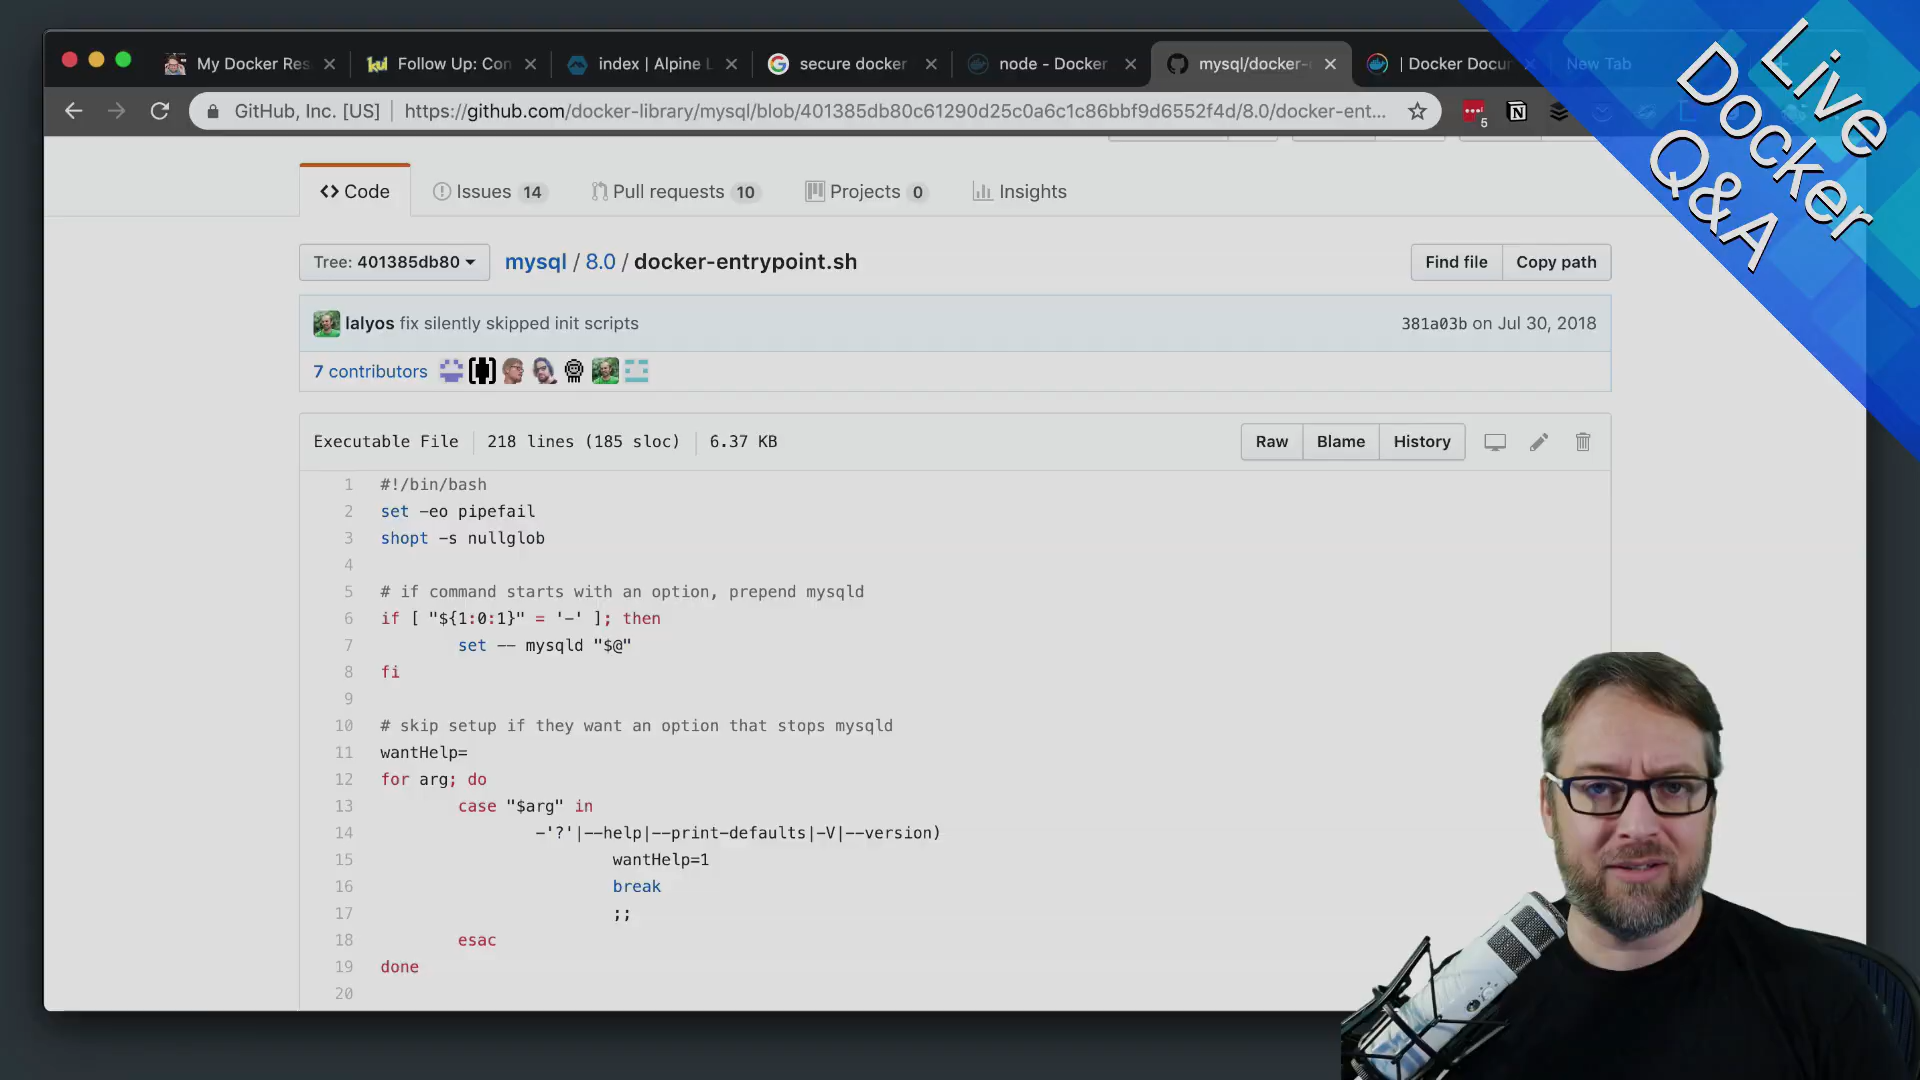 My Docker Res
Follow Up: Con
index | Alpine L
secure docker
node - Docker
mysql/docker-
| Docker Docu
New Tab
Live
Docker
Q&A
GitHub, Inc. [US]
https://github.com/docker-library/mysql/blob/401385db80c61290d25c0a6c1c86bbf9d6552f4d/8.0/docker-ent...
5
Code
Issues 14
Pull requests 10
Projects 0
Insights
Tree: 401385db80
mysql / 8.0 / docker-entrypoint.sh
Find file
Copy path
lalyos fix silently skipped init scripts
381a03b on Jul 30, 2018
7 contributors
Executable File
218 lines (185 sloc)
6.37 KB
Raw
Blame
History
1 #!/bin/bash
2 set -eo pipefail
3 shopt -s nullglob
4
5 # if command starts with an option, prepend mysqld
6 if [ "${1:0:1}" = '-' ]; then
7 set -- mysqld "$@"
8 fi
9
10 # skip setup if they want an option that stops mysqld
11 wantHelp=
12 for arg; do
13 case "$arg" in
14 -'?'|--help|--print-defaults|-V|--version)
15 wantHelp=1
16 break
17 ;;
18 esac
19 done
20